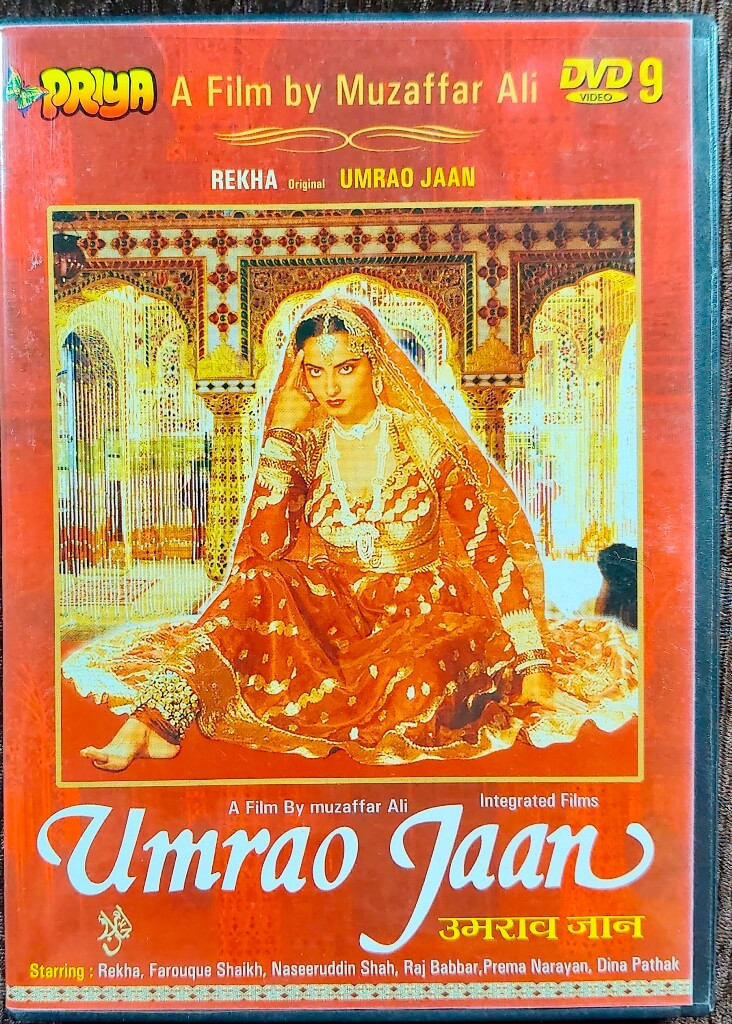 PRIYA A Film by Muzaffar Ali DVD VIDEO 9
REKHA Original UMRAO JAAN
A Film By muzaffar Ali Integrated Films
Umrao Jaan
उमराव जान
Starring : Rekha, Farouque Shaikh, Naseeruddin Shah, Raj Babbar,Prema Narayan, Dina Pathak